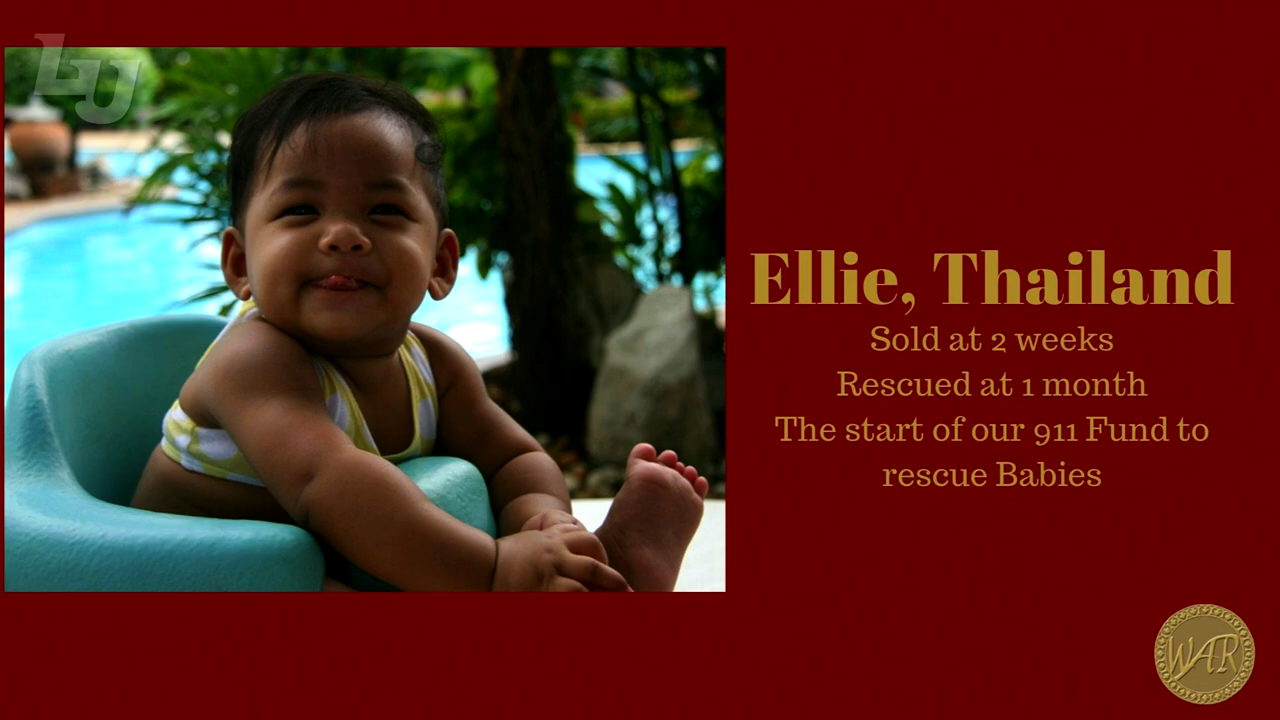 LU
Ellie, Thailand
Sold at 2 weeks
Rescued at 1 month
The start of our 911 Fund to
rescue Babies
WAR